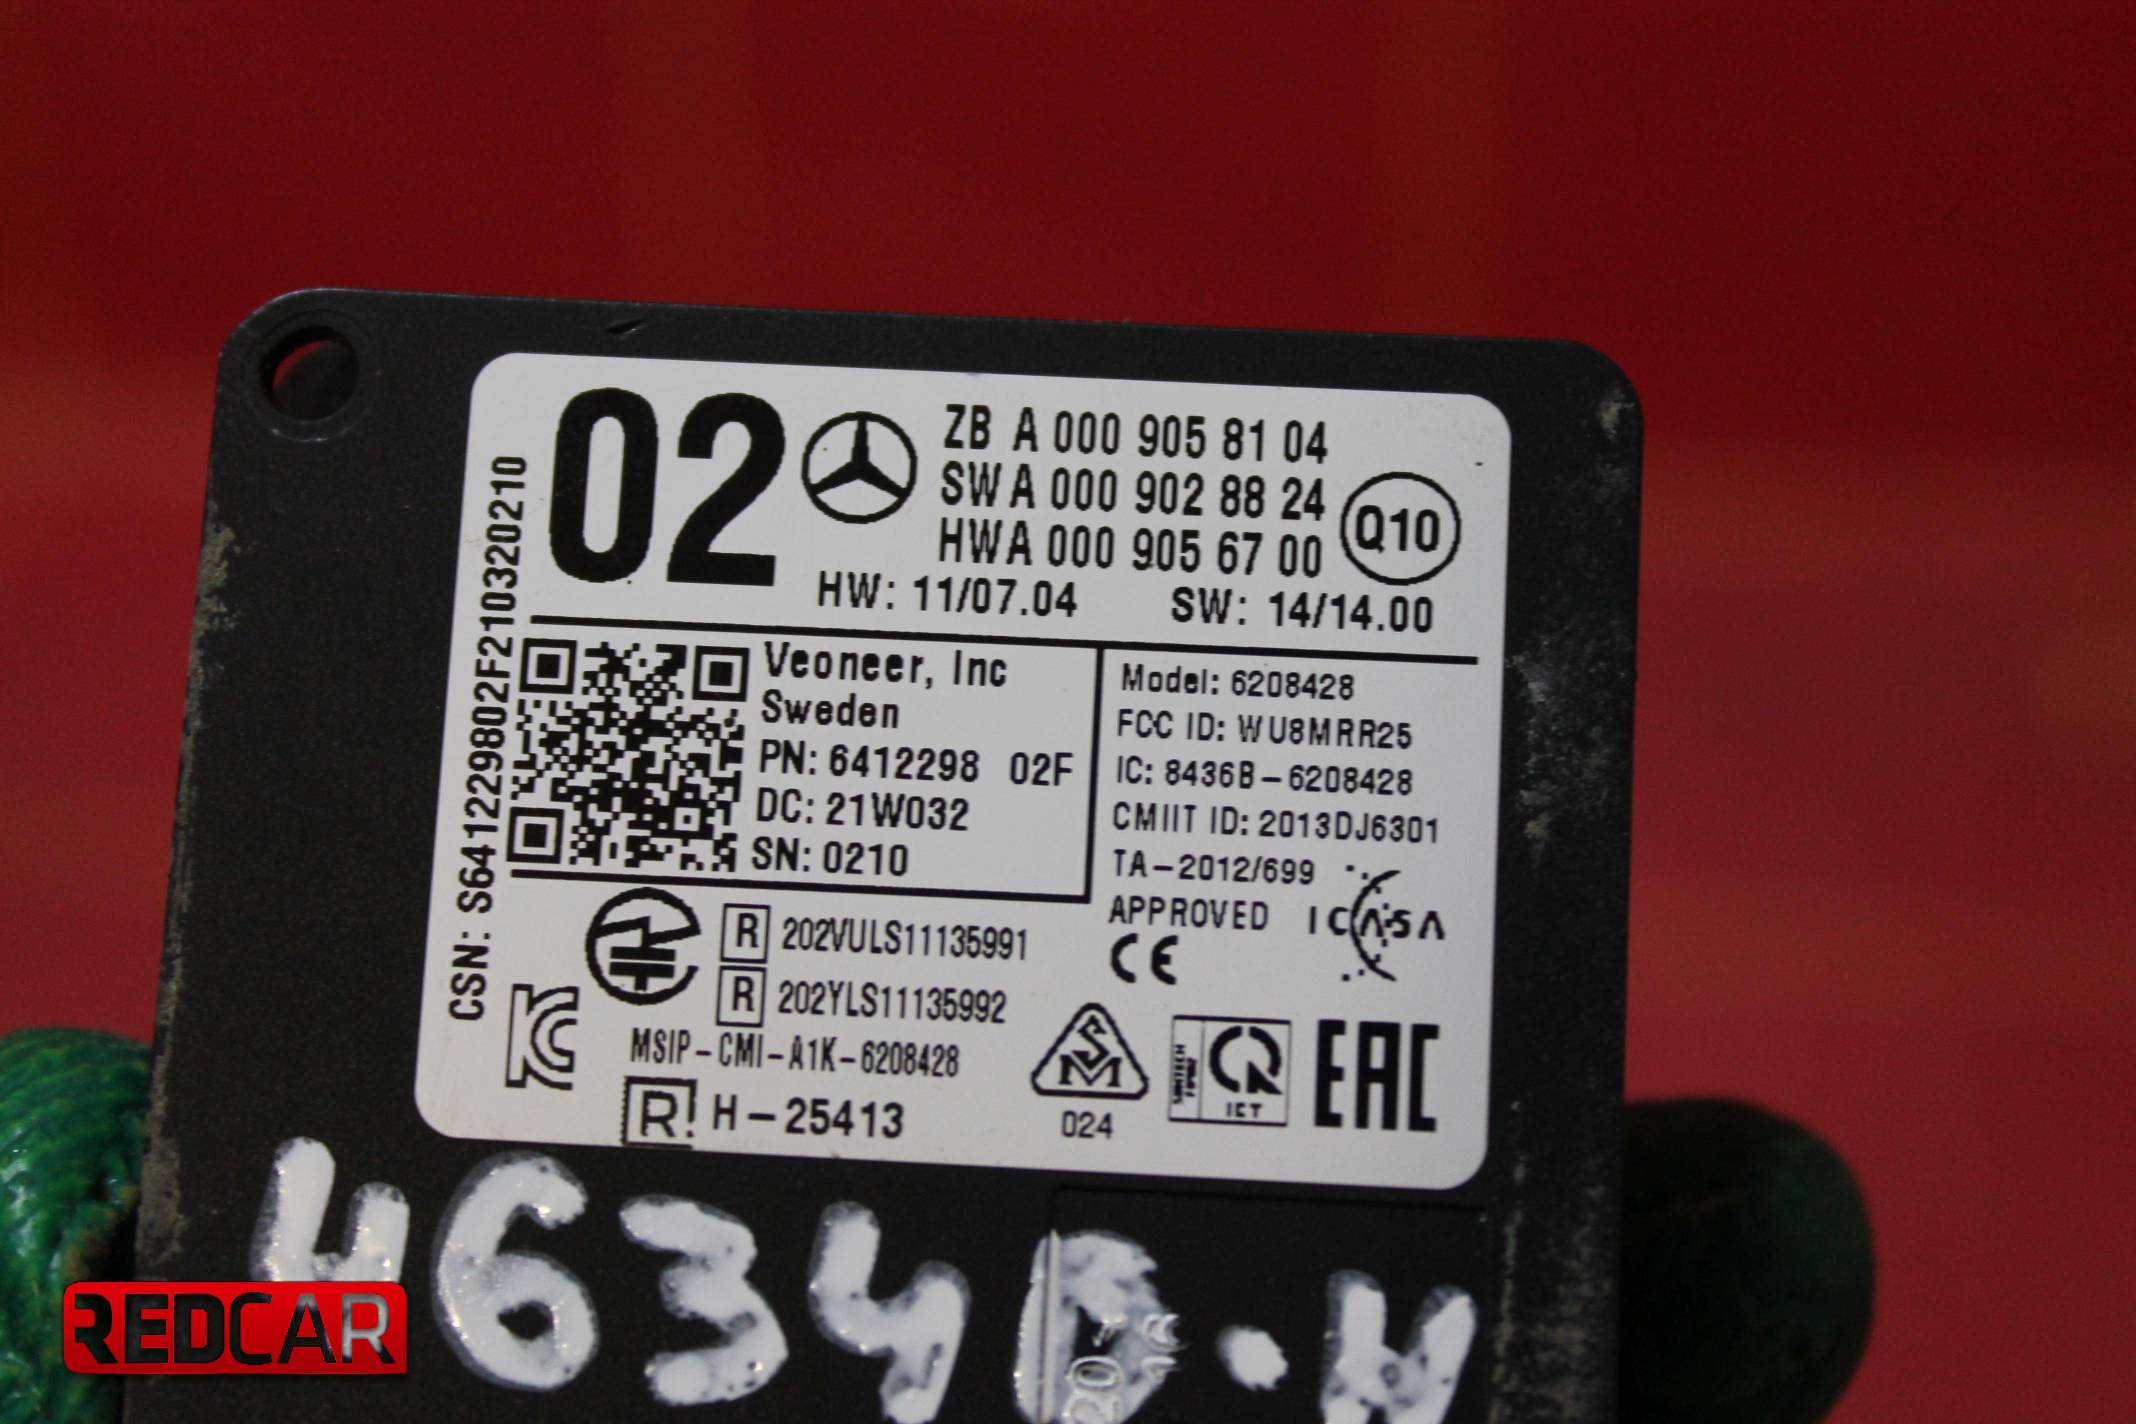 02
ZB A 000 905 81 04
SW A 000 902 88 24
HW A 000 905 67 00
Q10
HW: 11/07.04 SW: 14/14.00
CSN: S641229802F210320210
Veoneer, Inc
Sweden
PN: 6412298 02F
DC: 21W032
SN: 0210
Model: 6208428
FCC ID: WU8MRR25
IC: 8436B-6208428
CMIIT ID: 2013DJ6301
TA-2012/699
APPROVED ICASA
CE
R 202VULS11135991
R 202YLS11135992
MSIP-CMI-A1K-6208428
R! H-25413
SM
024
ICT
EAC
REDCAR